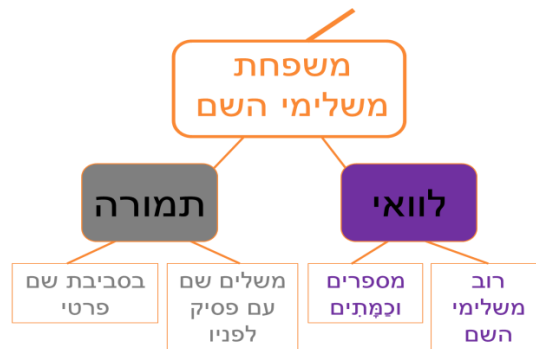 משפחת
משלימי השם
לוואי
תמורה
רוב
משלימי
השם
מספרים
וכַמָּתִים
משלים שם
עם פסיק
לפניו
בסביבת שם
פרטי